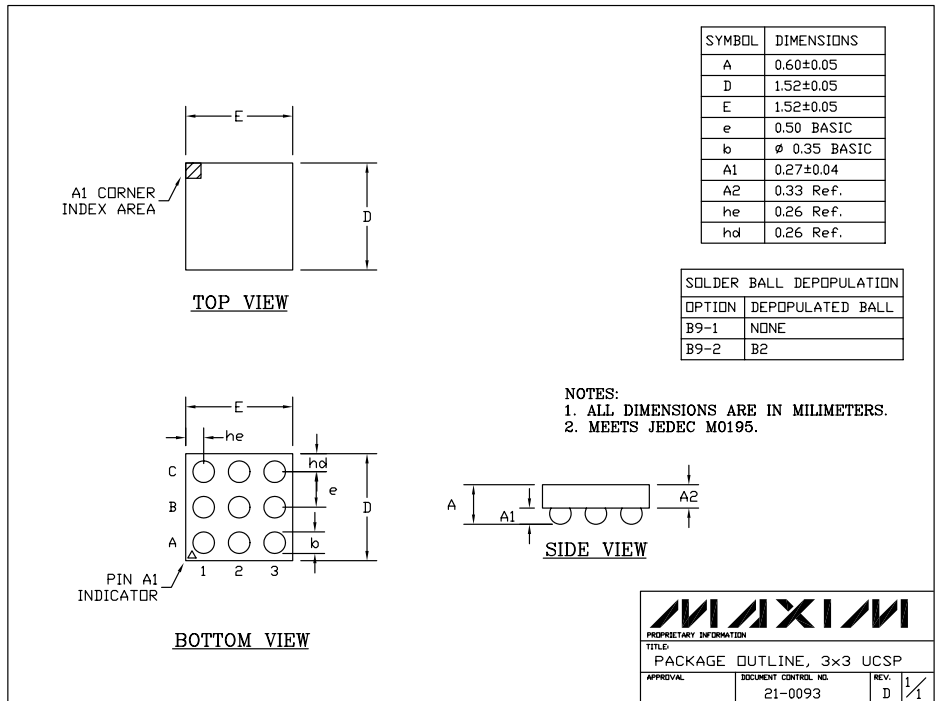 SYMBOL DIMENSIONS
A 0.60±0.05
D 1.52±0.05
E 1.52±0.05
e 0.50 BASIC
b ø 0.35 BASIC
A1 0.27±0.04
A2 0.33 Ref.
he 0.26 Ref.
hd 0.26 Ref.
E
A1 CORNER
INDEX AREA
D
TOP VIEW
SOLDER BALL DEPOPULATION
OPTION DEPOPULATED BALL
B9-1 NONE
B9-2 B2
NOTES:
1. ALL DIMENSIONS ARE IN MILIMETERS.
2. MEETS JEDEC M0195.
E
he
C
hd
e
B
D
A
b
1 2 3
PIN A1
INDICATOR
BOTTOM VIEW
A
A1
A2
SIDE VIEW
MAXIM
PROPRIETARY INFORMATION
TITLE:
PACKAGE OUTLINE, 3x3 UCSP
APPROVAL DOCUMENT CONTROL NO. REV.
21-0093 D 1/1